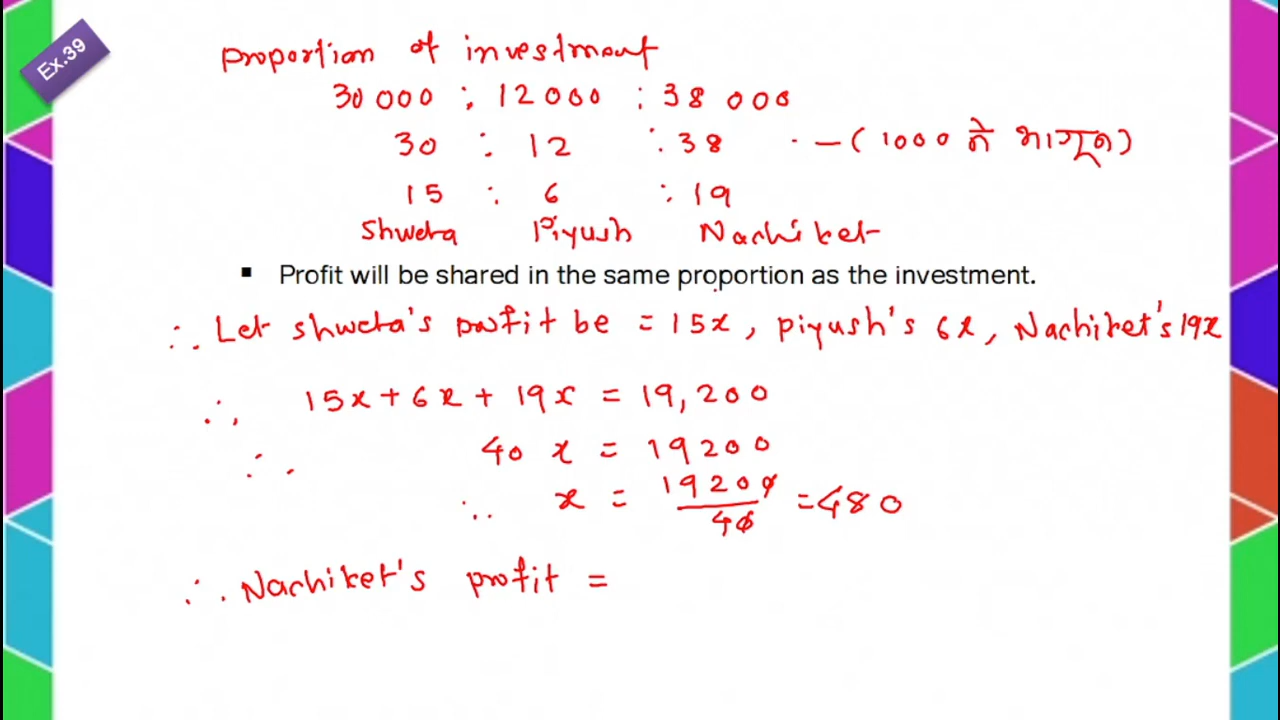 Ex.39
Proportion of investment
30000 : 12000 : 38000
30 : 12 : 38 -- (1000 ने भागून)
15 : 6 : 19
Shweta Piyush Nachiket
▪ Profit will be shared in the same proportion as the investment.
∴ Let shweta's profit be = 15x, piyush's 6x, Nachiket's 19x
∴ 15x + 6x + 19x = 19,200
∴ 40 x = 19200
∴ x = 19200/40 = 480
∴ Nachiket's profit =